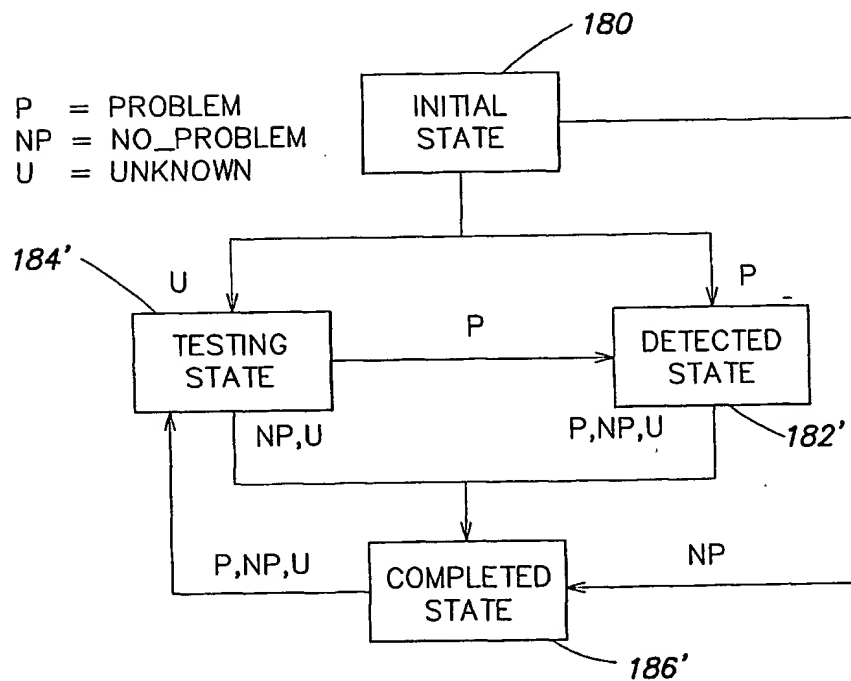 180
P = PROBLEM
NP = NO_PROBLEM
U = UNKNOWN
INITIAL
STATE
184'
U
P
TESTING
STATE
P
DETECTED
STATE
NP,U
P,NP,U
182'
P,NP,U
COMPLETED
STATE
NP
186'